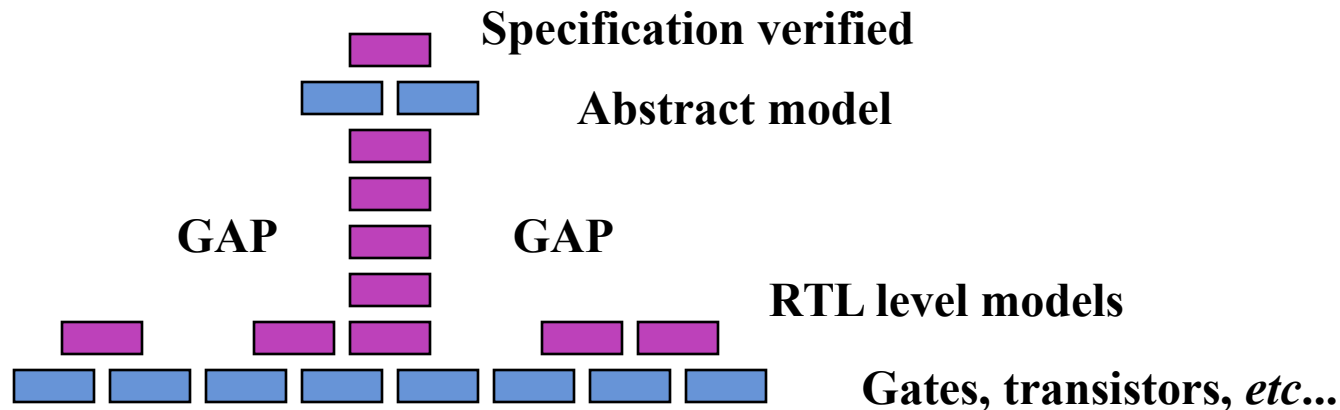 Specification verified
Abstract model
GAP GAP
RTL level models
Gates, transistors, etc...